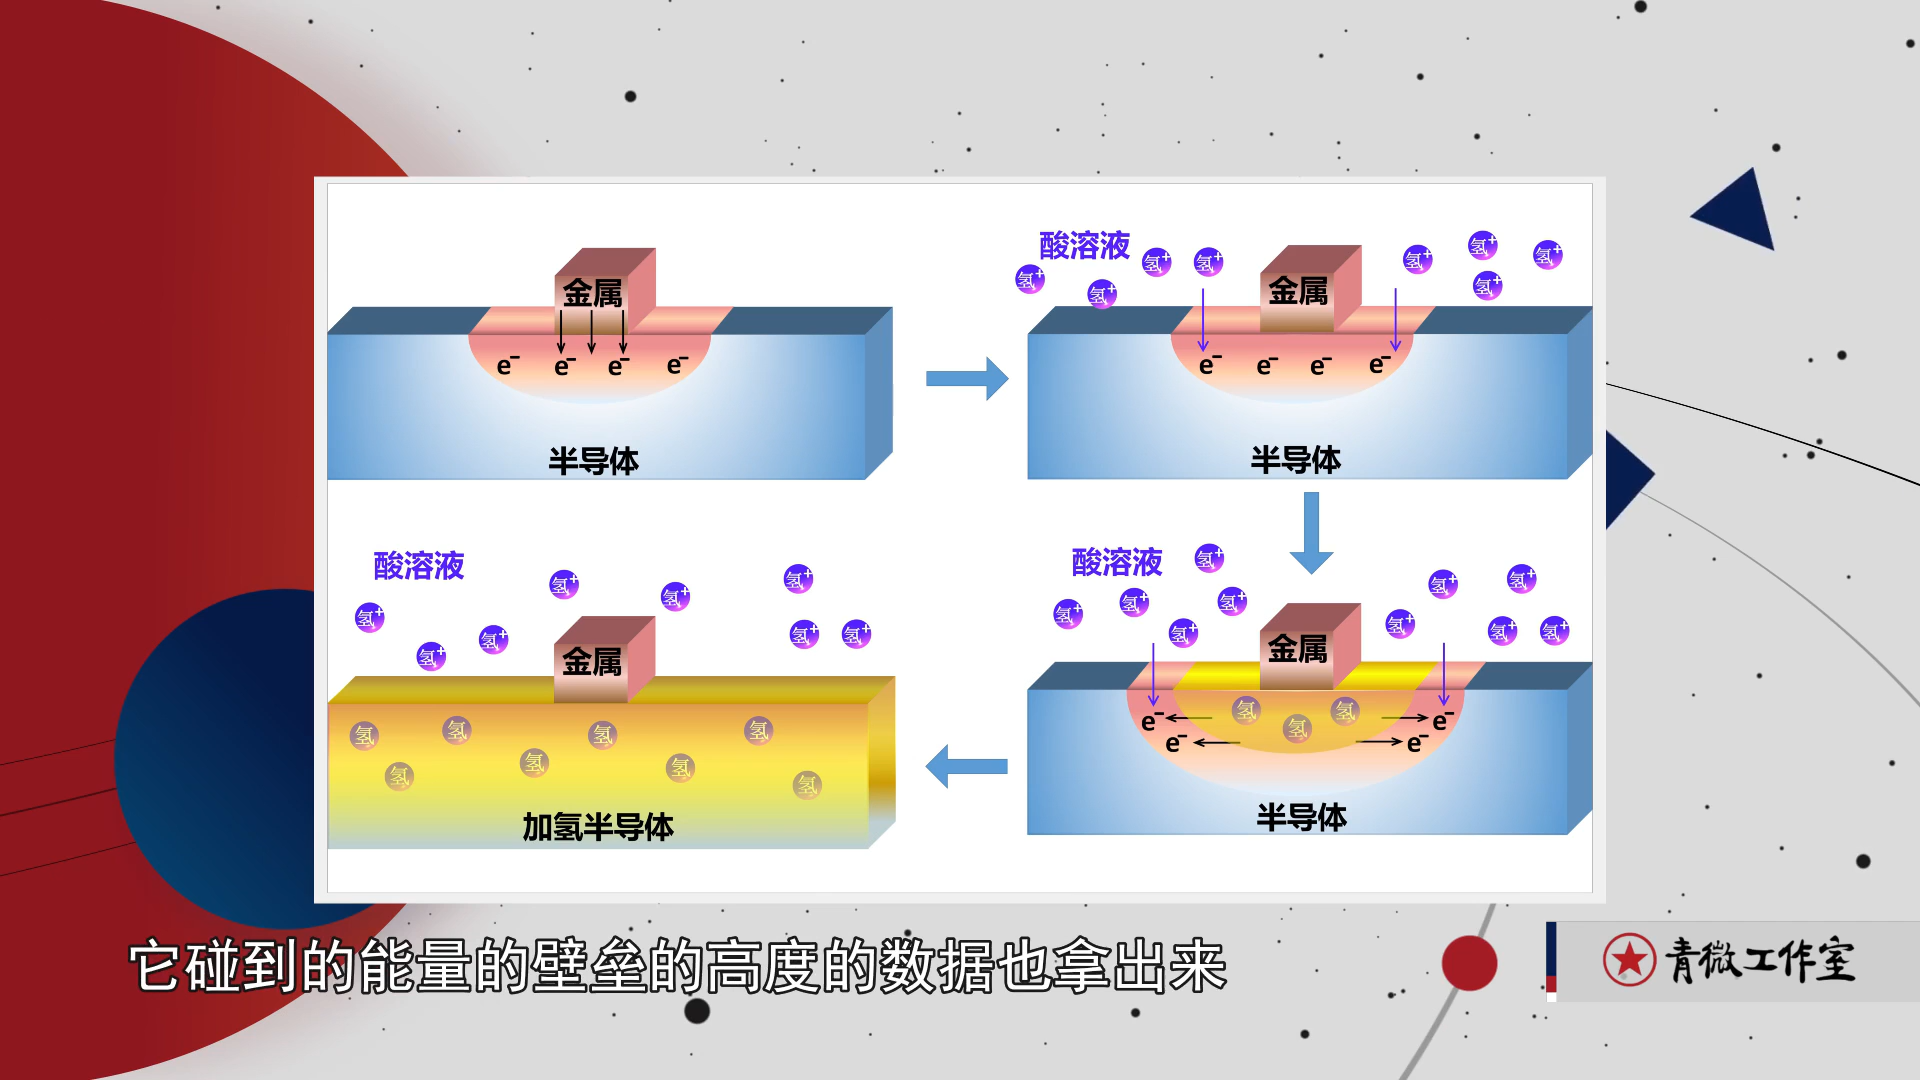 金属
e⁻ e⁻ e⁻ e⁻
半导体
酸溶液
氢⁺ 氢⁺ 氢⁺ 氢⁺ 氢⁺ 氢⁺ 氢⁺ 氢⁺
金属
e⁻ e⁻ e⁻ e⁻
半导体
酸溶液
氢⁺ 氢⁺ 氢⁺ 氢⁺ 氢⁺ 氢⁺ 氢⁺ 氢⁺
金属
氢 氢 氢 氢 氢 氢 氢 氢
加氢半导体
酸溶液
氢⁺ 氢⁺ 氢⁺ 氢⁺ 氢⁺ 氢⁺ 氢⁺ 氢⁺ 氢⁺ 氢⁺
金属
氢 氢 氢
e⁻ e⁻
e⁻ e⁻
半导体
它碰到的能量的壁垒的高度的数据也拿出来
青微工作室